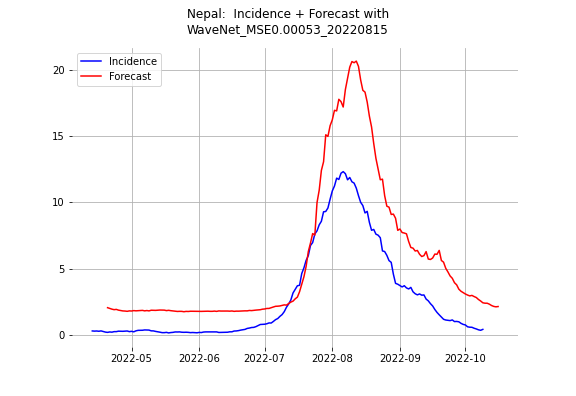 Nepal:  Incidence + Forecast with
WaveNet_MSE0.00053_20220815
Incidence
Forecast
20
15
10
5
0
2022-05 2022-06 2022-07 2022-08 2022-09 2022-10